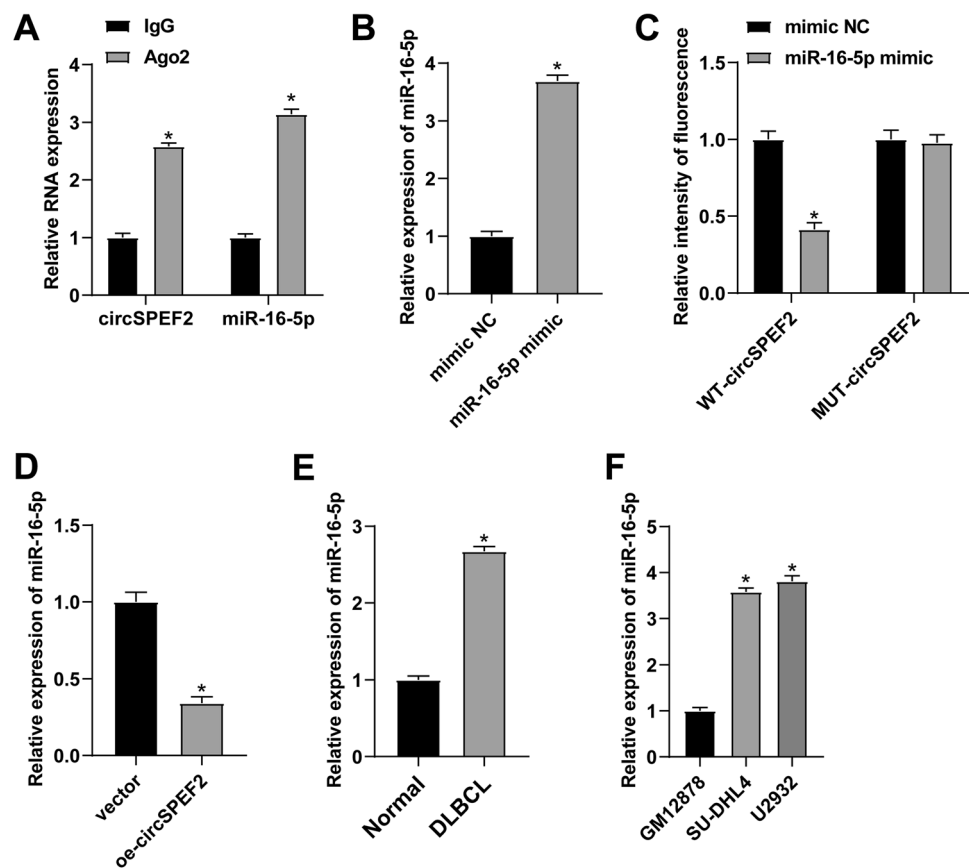 A
IgG
Ago2
Relative RNA expression
4
3
2
1
0
*
*
circSPEF2
miR-16-5p
B
Relative expression of miR-16-5p
4
3
2
1
0
*
mimic NC
miR-16-5p mimic
C
mimic NC
miR-16-5p mimic
Relative intensity of fluorescence
1.5
1.0
0.5
0.0
*
WT-circSPEF2
MUT-circSPEF2
D
Relative expression of miR-16-5p
1.5
1.0
0.5
0.0
*
vector
oe-circSPEF2
E
Relative expression of miR-16-5p
3
2
1
0
*
Normal
DLBCL
F
Relative expression of miR-16-5p
5
4
3
2
1
0
*
*
GM12878
SU-DHL4
U2932